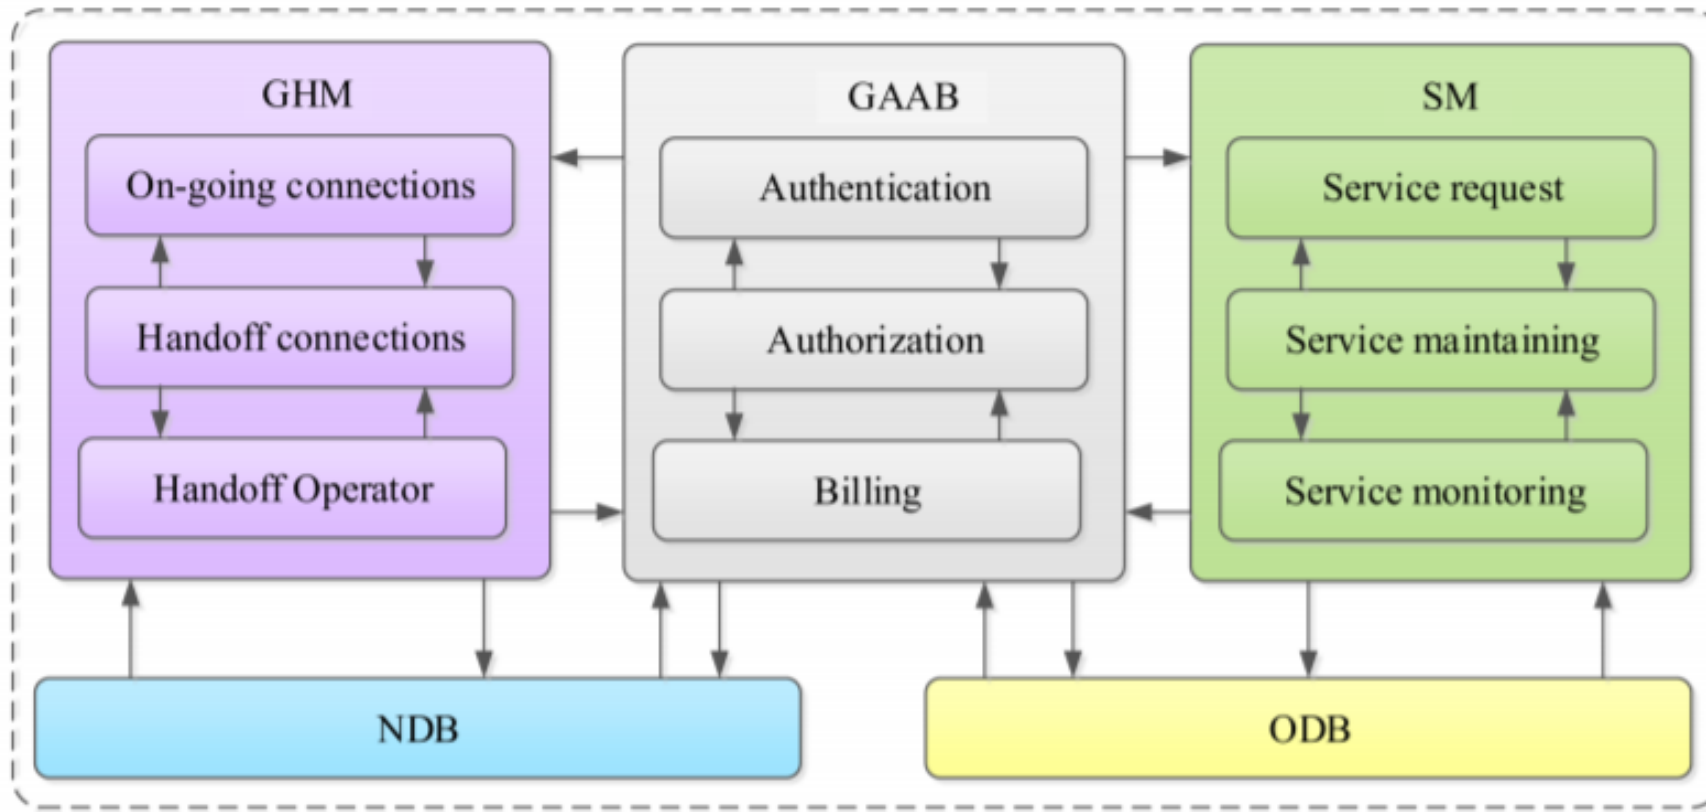 GHM
On-going connections
Handoff connections
Handoff Operator
GAAB
Authentication
Authorization
Billing
SM
Service request
Service maintaining
Service monitoring
NDB
ODB